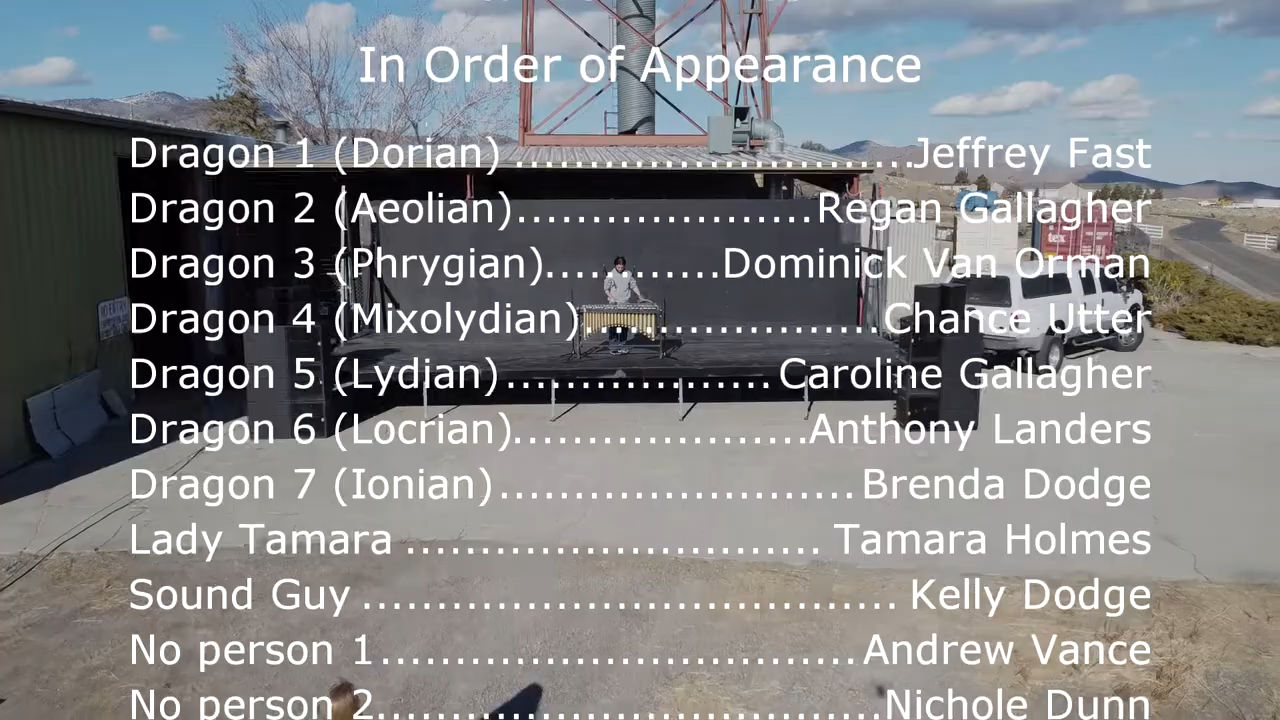 In Order of Appearance
Dragon 1 (Dorian) ...........................Jeffrey Fast
Dragon 2 (Aeolian)....................Regan Gallagher
Dragon 3 (Phrygian)............Dominick Van Orman
Dragon 4 (Mixolydian)....................Chance Utter
Dragon 5 (Lydian).................. Caroline Gallagher
Dragon 6 (Locrian)....................Anthony Landers
Dragon 7 (Ionian)........................ Brenda Dodge
Lady Tamara ............................ Tamara Holmes
Sound Guy .................................... Kelly Dodge
No person 1................................Andrew Vance
No person 2..................................Nichole Dunn